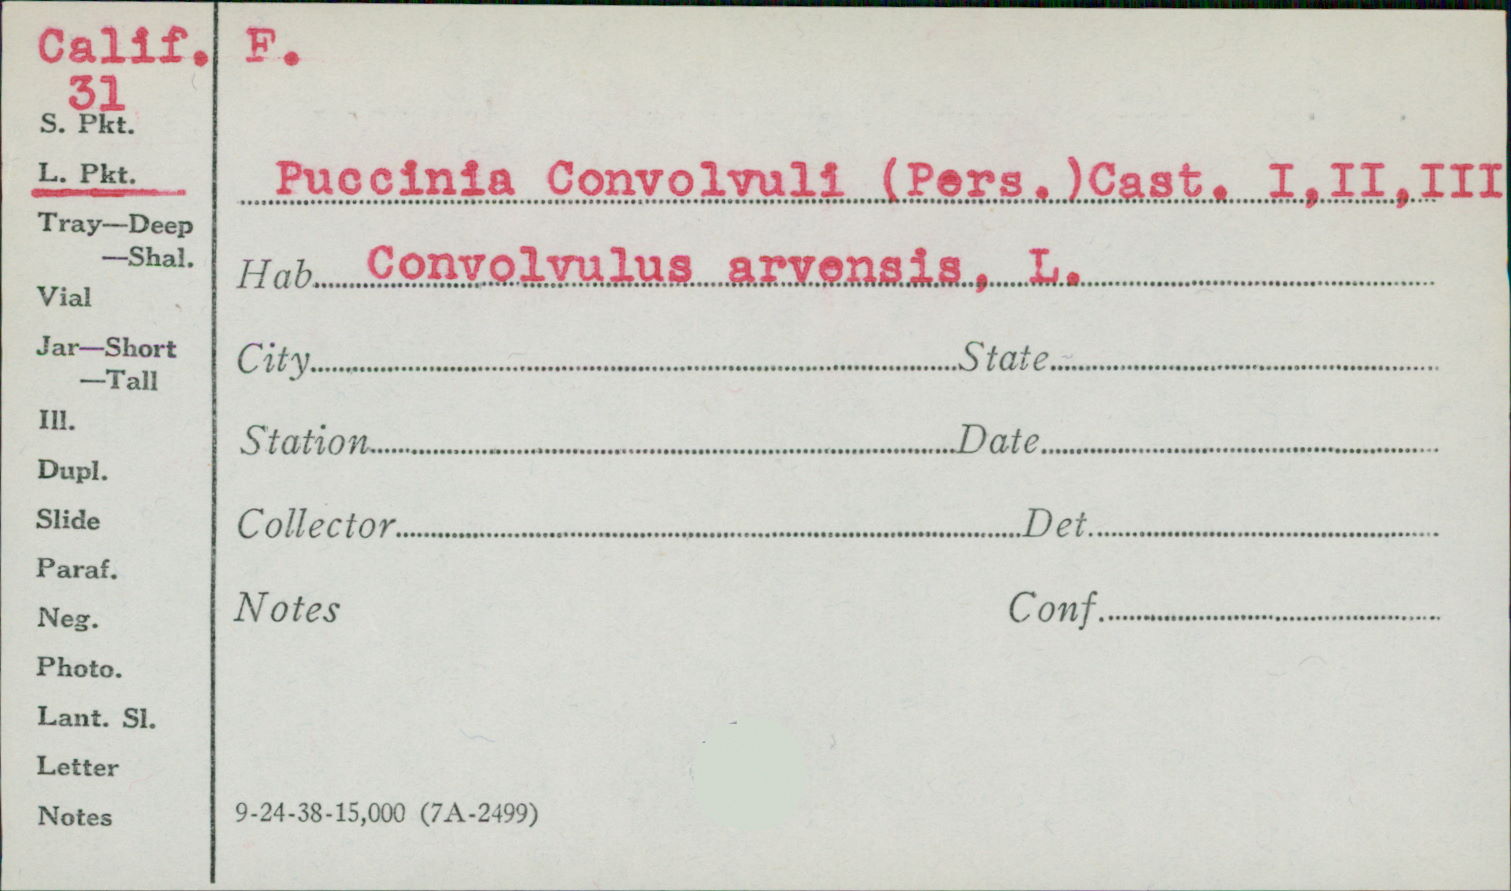 Calif. F.
31
S. Pkt.
L. Pkt.
Puccinia Convolvuli (Pers.)Cast. I,II,III
Tray—Deep
—Shal.
Hab. Convolvulus arvensis, L.
Vial
Jar—Short
—Tall
City State
Ill.
Station Date
Dupl.
Slide
Collector Det.
Paraf.
Neg.
Notes Conf.
Photo.
Lant. Sl.
Letter
Notes
9-24-38-15,000 (7A-2499)